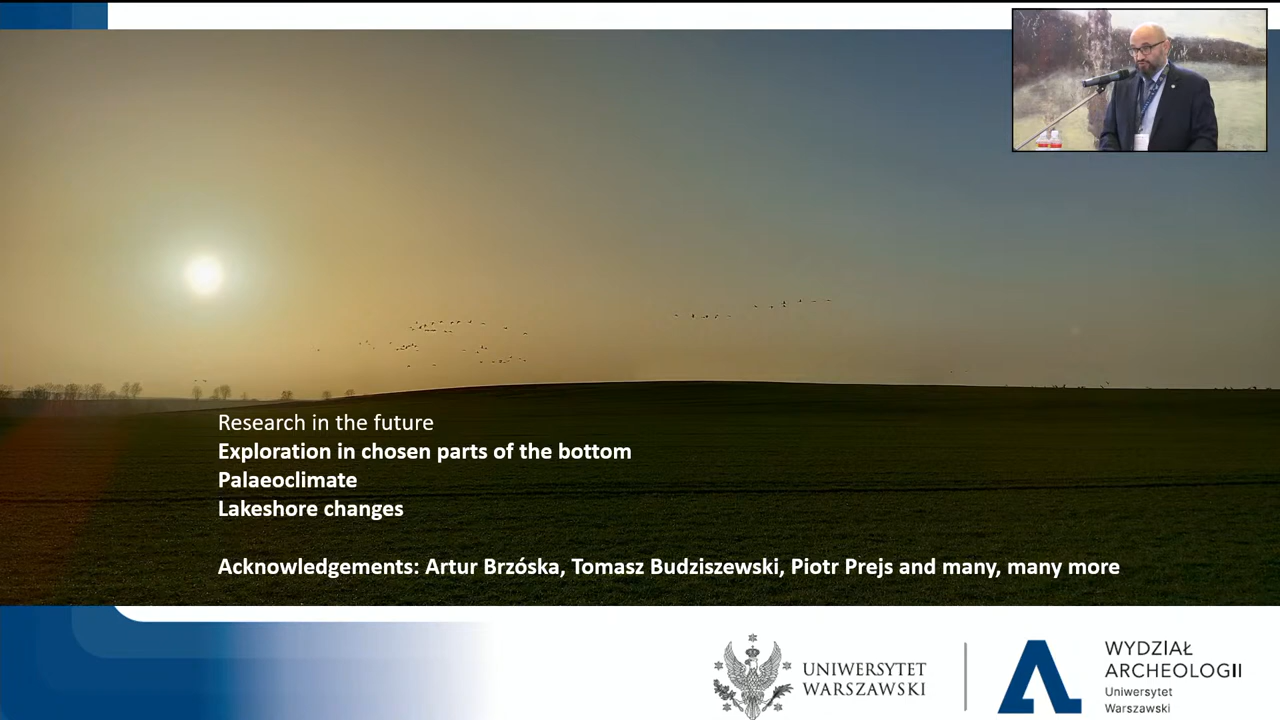 Research in the future
Exploration in chosen parts of the bottom
Palaeoclimate
Lakeshore changes
Acknowledgements: Artur Brzóska, Tomasz Budziszewski, Piotr Prejs and many, many more
UNIWERSYTET
WARSZAWSKI
WYDZIAŁ
ARCHEOLOGII
Uniwersytet
Warszawski